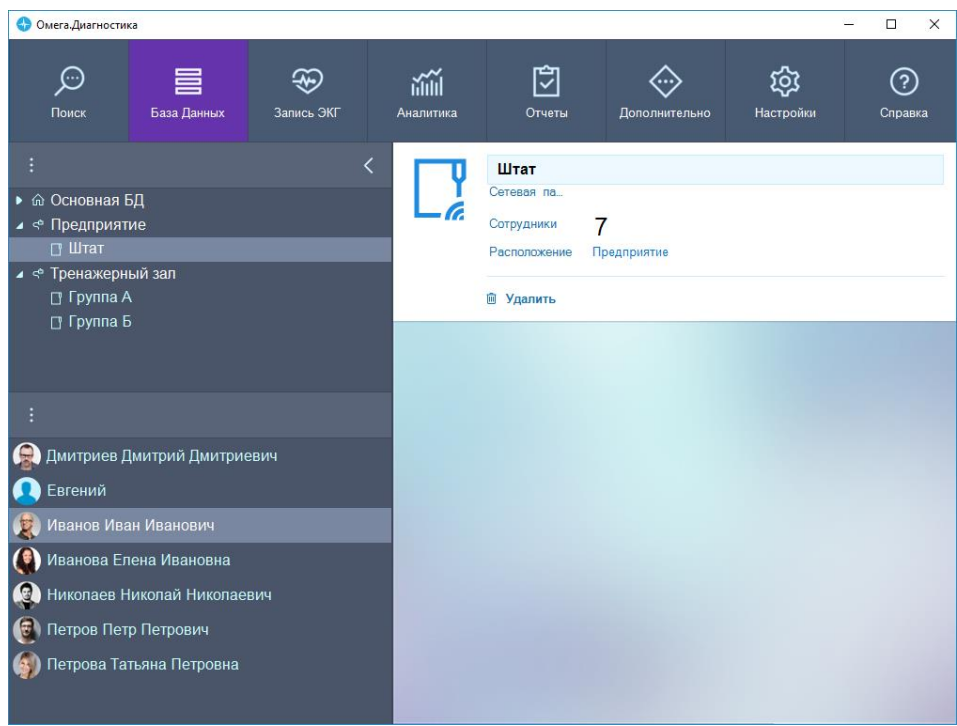 Омега.Диагностика
Поиск
База Данных
Запись ЭКГ
Аналитика
Отчеты
Дополнительно
Настройки
Справка
Основная БД
Предприятие
Штат
Тренажерный зал
Группа А
Группа Б
Штат
Сетевая па...
Сотрудники 7
Расположение Предприятие
Удалить
Дмитриев Дмитрий Дмитриевич
Евгений
Иванов Иван Иванович
Иванова Елена Ивановна
Николаев Николай Николаевич
Петров Петр Петрович
Петрова Татьяна Петровна